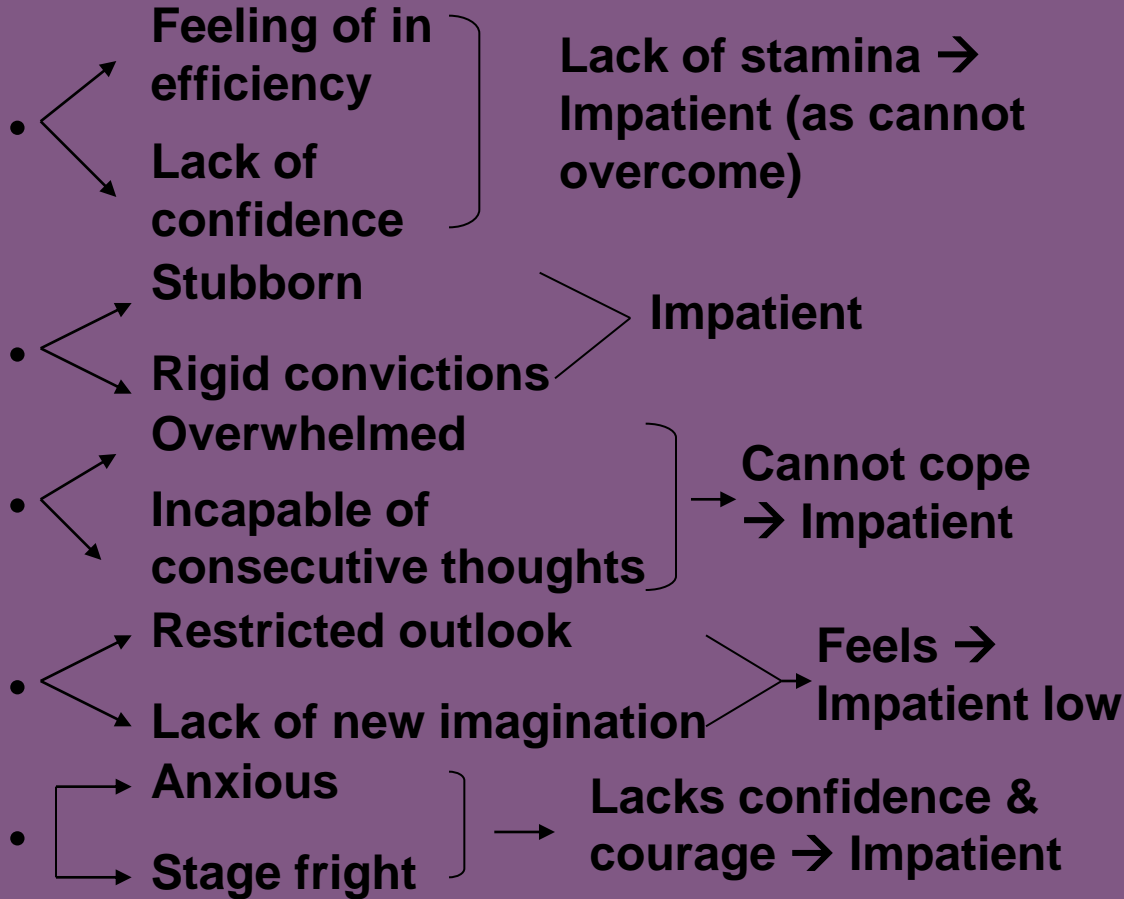 Feeling of in
efficiency
Lack of
confidence
Lack of stamina →
Impatient (as cannot
overcome)
Stubborn
Rigid convictions
Impatient
Overwhelmed
Incapable of
consecutive thoughts
Cannot cope
→ Impatient
Restricted outlook
Lack of new imagination
Feels →
Impatient low
Anxious
Stage fright
Lacks confidence &
courage → Impatient